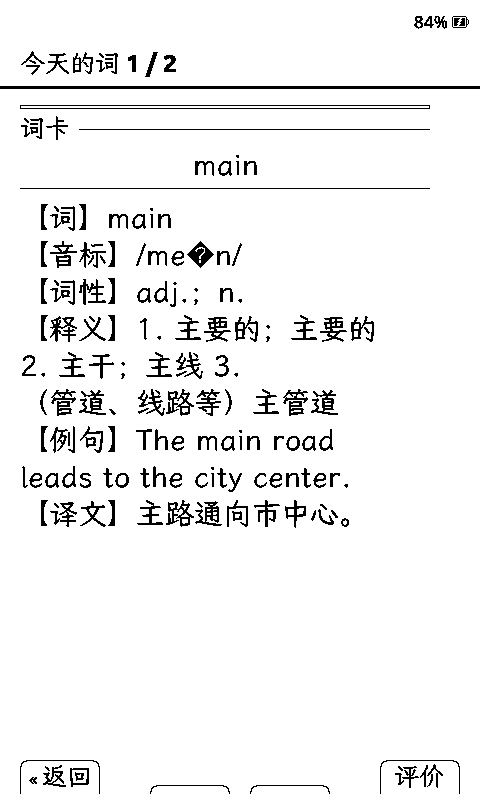 84%
今天的词 1 / 2
词卡
main
【词】main
【音标】/me�n/
【词性】adj.; n.
【释义】1. 主要的；主要的
2. 主干；主线 3.
（管道、线路等）主管道
【例句】The main road
leads to the city center.
【译文】主路通向市中心。
« 返回
评价